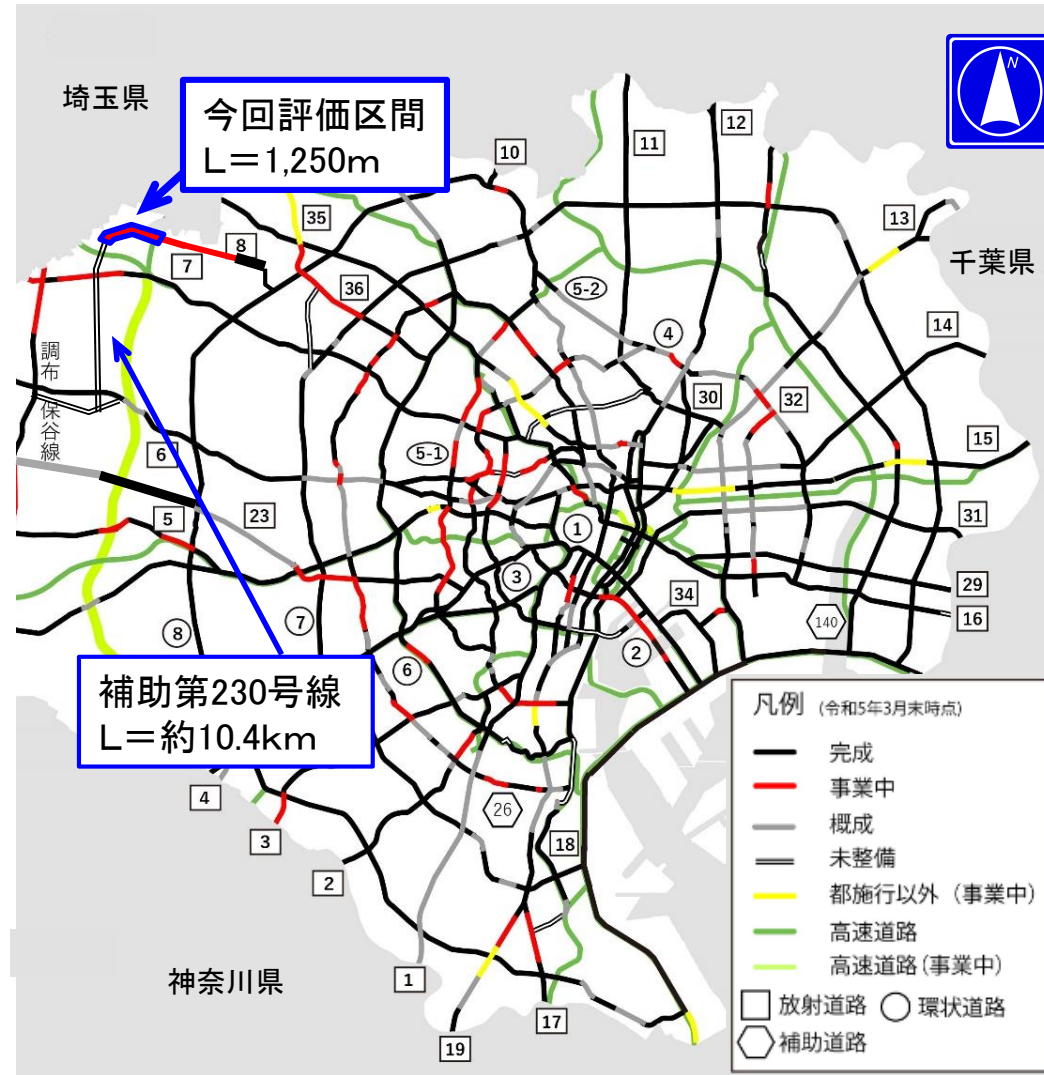 N
埼玉県
今回評価区間
L＝1,250m
10
11
12
13
35
8
7
36
千葉県
5-2
4
14
調布
保谷線
30
32
6
5-1
15
5
23
1
31
3
29
34
16
8
7
140
6
2
補助第230号線
L＝約10.4km
4
26
3
18
2
1
神奈川県
17
19
凡例 (令和5年3月末時点)
完成
事業中
概成
未整備
都施行以外（事業中）
高速道路
高速道路(事業中)
放射道路 環状道路
補助道路